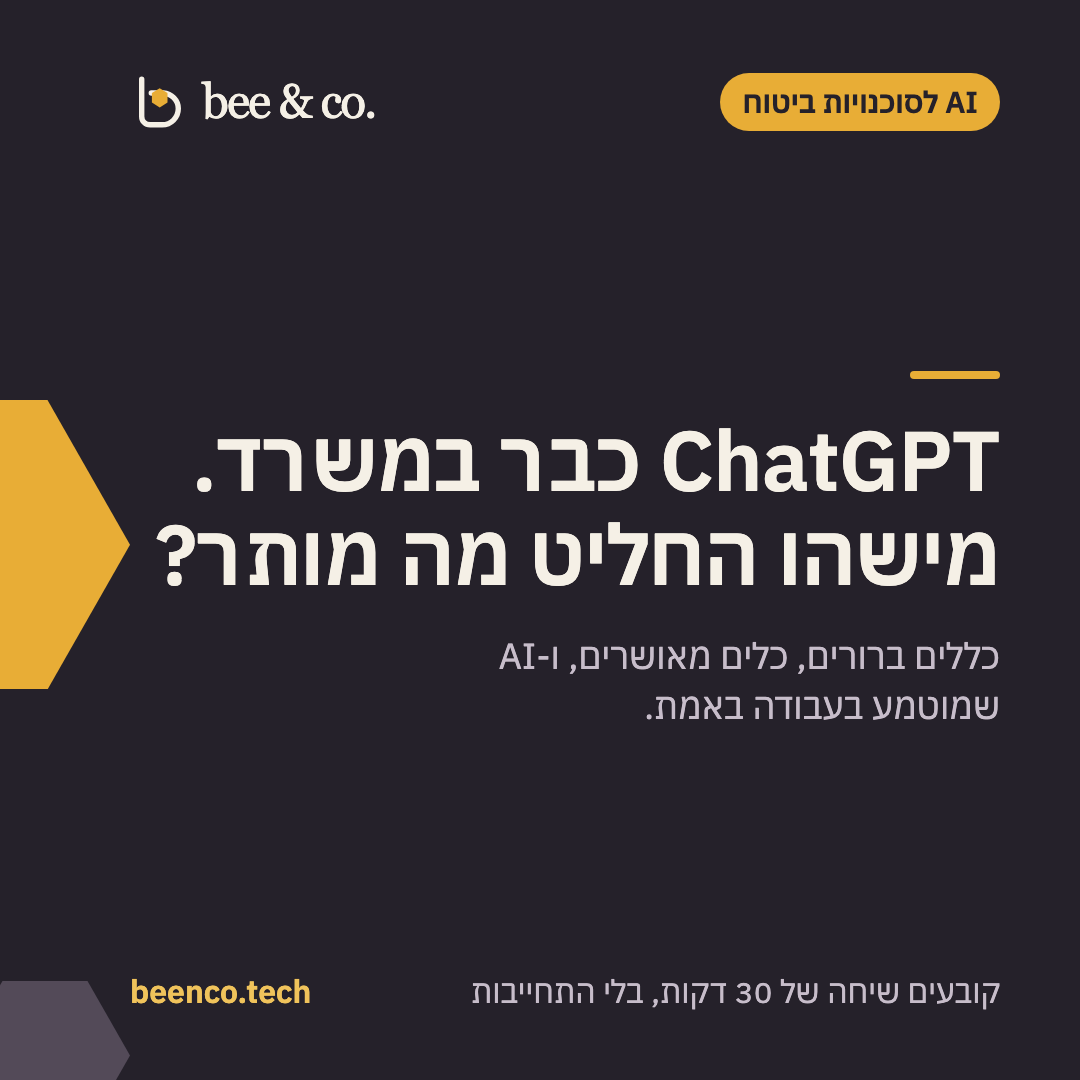 AI לסוכנויות ביטוח
bee & co.
ChatGPT כבר במשרד.
מישהו החליט מה מותר?
כללים ברורים, כלים מאושרים, ו-AI
שמוטמע בעבודה באמת.
קובעים שיחה של 30 דקות, בלי התחייבות
beenco.tech